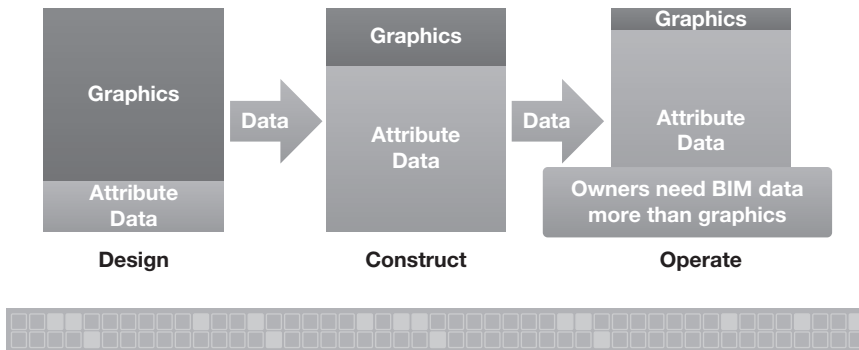 Graphics
Attribute
Data
Design
Data
Graphics
Attribute
Data
Construct
Data
Graphics
Attribute
Data
Owners need BIM data
more than graphics
Operate